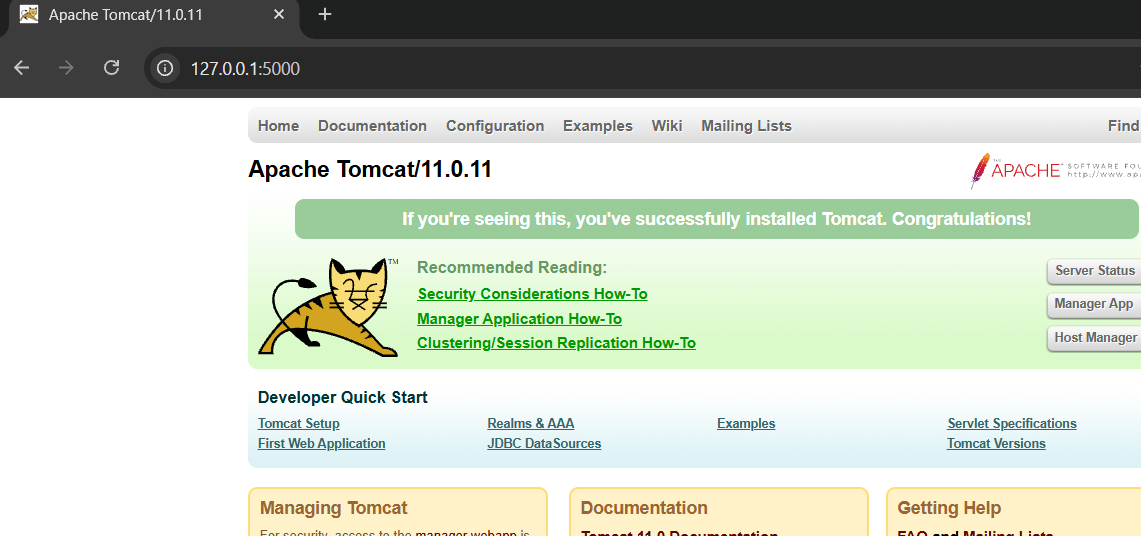 Apache Tomcat/11.0.11
127.0.0.1:5000
Home Documentation Configuration Examples Wiki Mailing Lists Find
Apache Tomcat/11.0.11
THE
APACHE
SOFTWARE FOU
http://www.apa
If you're seeing this, you've successfully installed Tomcat. Congratulations!
TM
Recommended Reading:
Security Considerations How-To
Manager Application How-To
Clustering/Session Replication How-To
Server Status
Manager App
Host Manager
Developer Quick Start
Tomcat Setup Realms & AAA Examples Servlet Specifications
First Web Application JDBC DataSources Tomcat Versions
Managing Tomcat
For security, access to the manager webapp is
Documentation
Tomcat 11.0 Documentation
Getting Help
FAQ and Mailing Lists